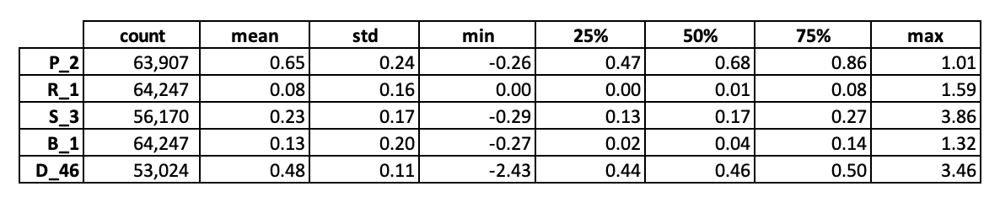 count mean std min 25% 50% 75% max
P_2 63,907 0.65 0.24 -0.26 0.47 0.68 0.86 1.01
R_1 64,247 0.08 0.16 0.00 0.00 0.01 0.08 1.59
S_3 56,170 0.23 0.17 -0.29 0.13 0.17 0.27 3.86
B_1 64,247 0.13 0.20 -0.27 0.02 0.04 0.14 1.32
D_46 53,024 0.48 0.11 -2.43 0.44 0.46 0.50 3.46